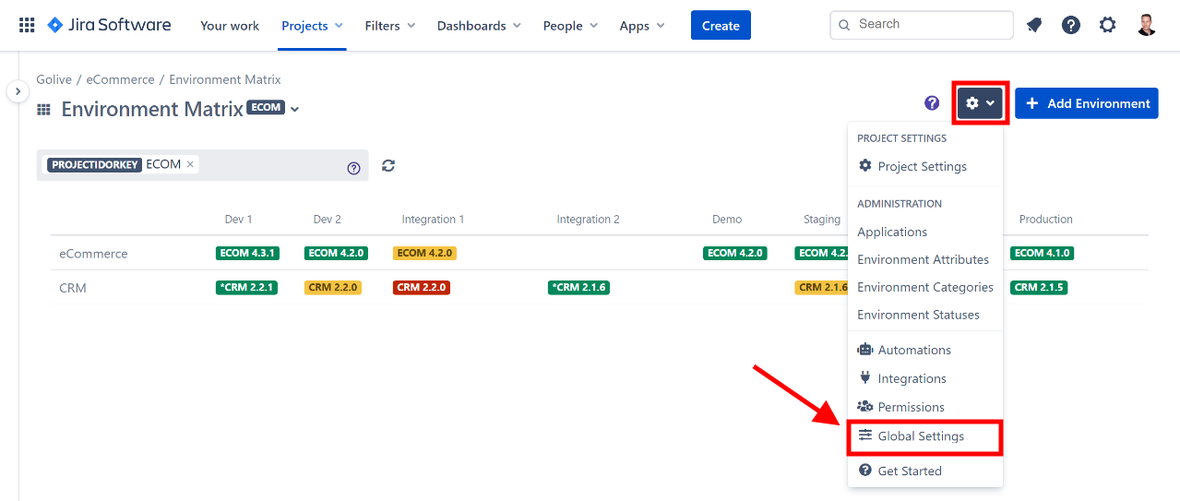 Jira Software Your work Projects Filters Dashboards People Apps Create Search
Golive / eCommerce / Environment Matrix
Environment Matrix ECOM
Add Environment
PROJECT SETTINGS
Project Settings
PROJECTIDORKEY ECOM ×
ADMINISTRATION
Applications
Environment Attributes
Environment Categories
Environment Statuses
Automations
Integrations
Permissions
Global Settings
Get Started
Dev 1 Dev 2 Integration 1 Integration 2 Demo Staging Production
eCommerce ECOM 4.3.1 ECOM 4.2.0 ECOM 4.2.0 ECOM 4.2.0 ECOM 4.2. ECOM 4.1.0
CRM *CRM 2.2.1 CRM 2.2.0 CRM 2.2.0 *CRM 2.1.6 CRM 2.1.6 CRM 2.1.5